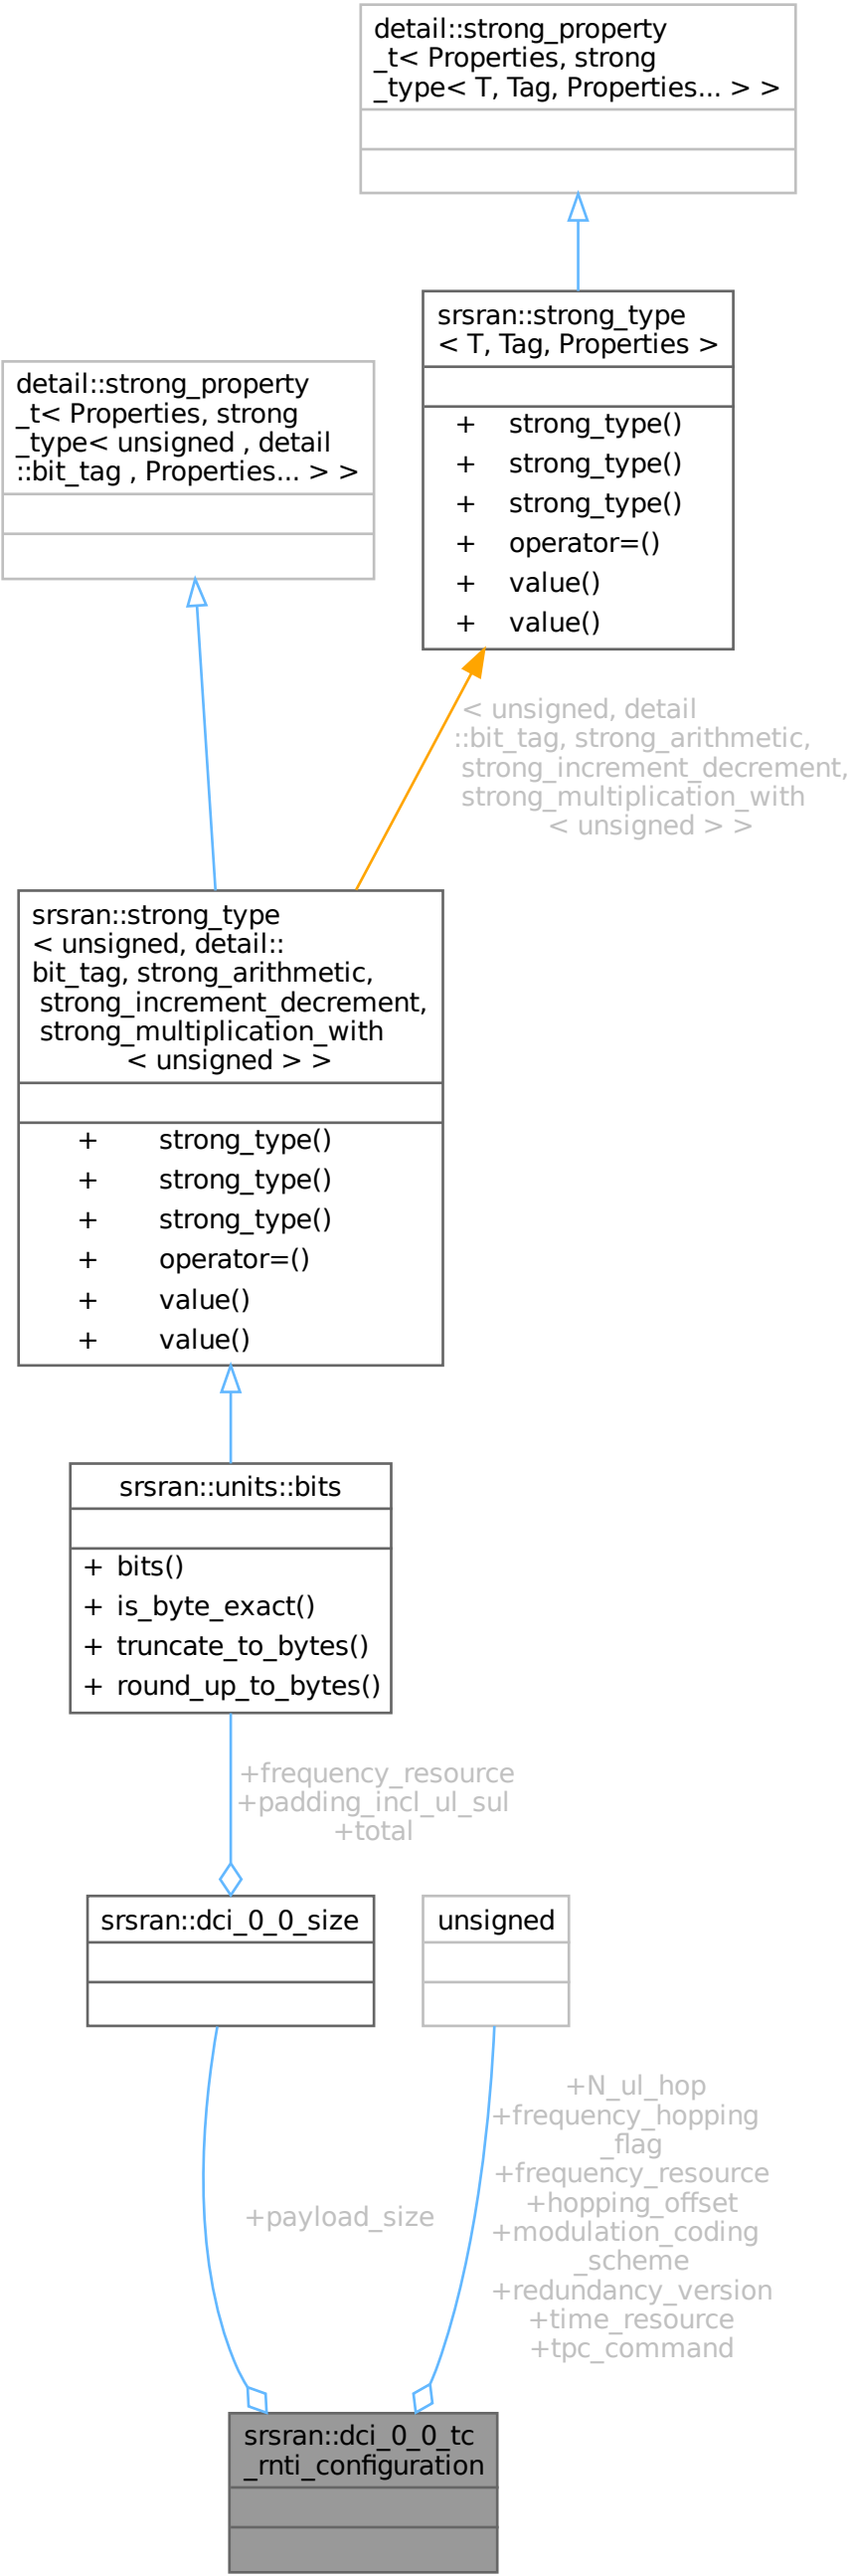 detail::strong_property
_t< Properties, strong
_type< T, Tag, Properties... > >
srsran::strong_type
< T, Tag, Properties >
+ strong_type()
+ strong_type()
+ strong_type()
+ operator=()
+ value()
+ value()
detail::strong_property
_t< Properties, strong
_type< unsigned , detail
::bit_tag , Properties... > >
< unsigned, detail
::bit_tag, strong_arithmetic,
strong_increment_decrement,
strong_multiplication_with
< unsigned > >
srsran::strong_type
< unsigned, detail::
bit_tag, strong_arithmetic,
strong_increment_decrement,
strong_multiplication_with
< unsigned > >
+ strong_type()
+ strong_type()
+ strong_type()
+ operator=()
+ value()
+ value()
srsran::units::bits
+ bits()
+ is_byte_exact()
+ truncate_to_bytes()
+ round_up_to_bytes()
+frequency_resource
+padding_incl_ul_sul
+total
srsran::dci_0_0_size
unsigned
+payload_size
+N_ul_hop
+frequency_hopping
_flag
+frequency_resource
+hopping_offset
+modulation_coding
_scheme
+redundancy_version
+time_resource
+tpc_command
srsran::dci_0_0_tc
_rnti_configuration